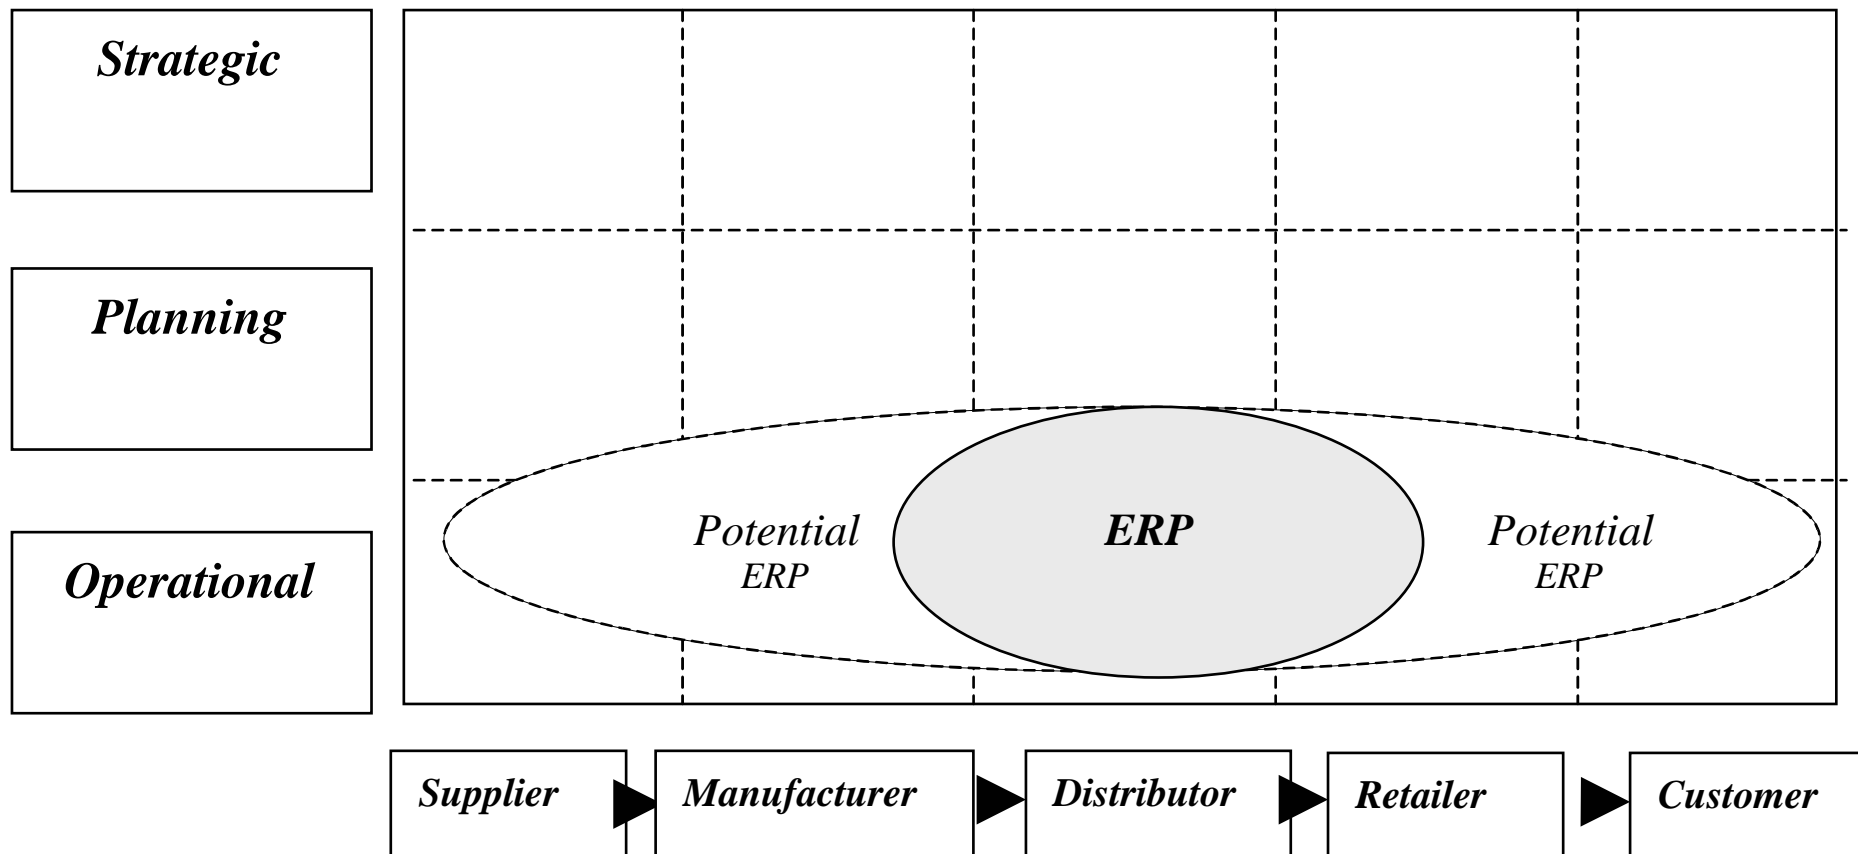 Strategic
Planning
Potential
ERP
ERP
Potential
ERP
Operational
Supplier
Manufacturer
Distributor
Retailer
Customer